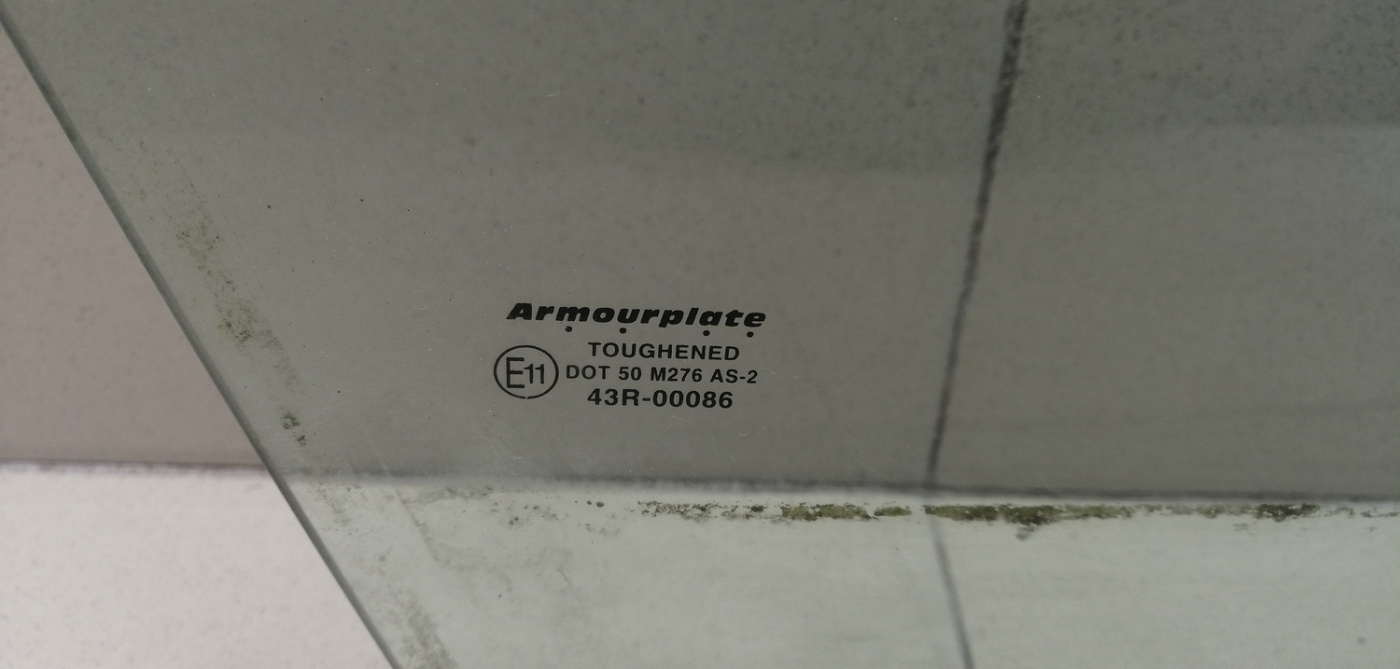 Armourplate
TOUGHENED
E11 DOT 50 M276 AS-2
43R-00086